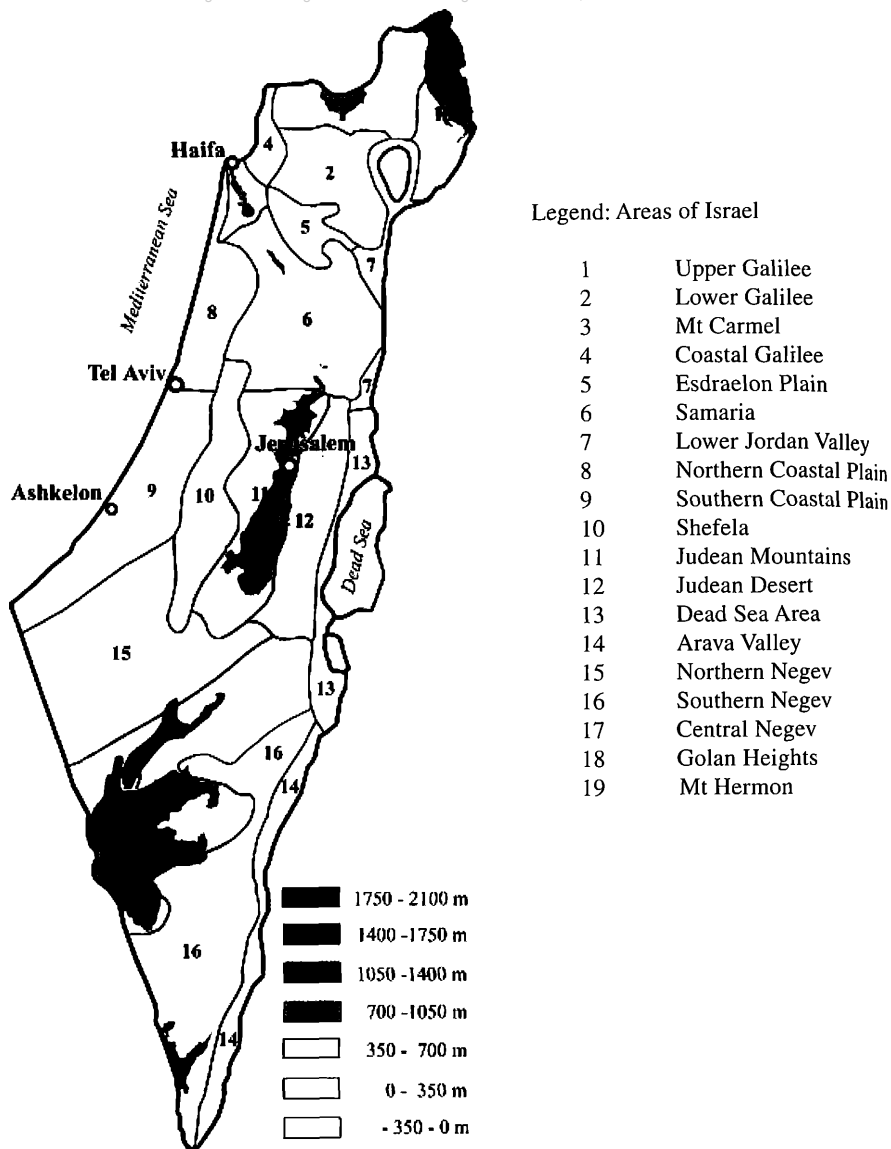 Haifa
Mediterranean Sea
Tel Aviv
Jerusalem
Ashkelon
Dead Sea
4
2
5
7
8
6
7
13
9
10
11
12
15
13
16
14
16
14
1750 - 2100 m
1400 -1750 m
1050 -1400 m
700 -1050 m
350 - 700 m
0 - 350 m
- 350 - 0 m
Legend: Areas of Israel
1 Upper Galilee
2 Lower Galilee
3 Mt Carmel
4 Coastal Galilee
5 Esdraelon Plain
6 Samaria
7 Lower Jordan Valley
8 Northern Coastal Plain
9 Southern Coastal Plain
10 Shefela
11 Judean Mountains
12 Judean Desert
13 Dead Sea Area
14 Arava Valley
15 Northern Negev
16 Southern Negev
17 Central Negev
18 Golan Heights
19 Mt Hermon